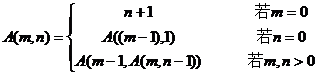 n+1 若m=0
A(m,n)= A((m−1),1) 若n=0
A(m−1,A(m,n−1)) 若m,n>0